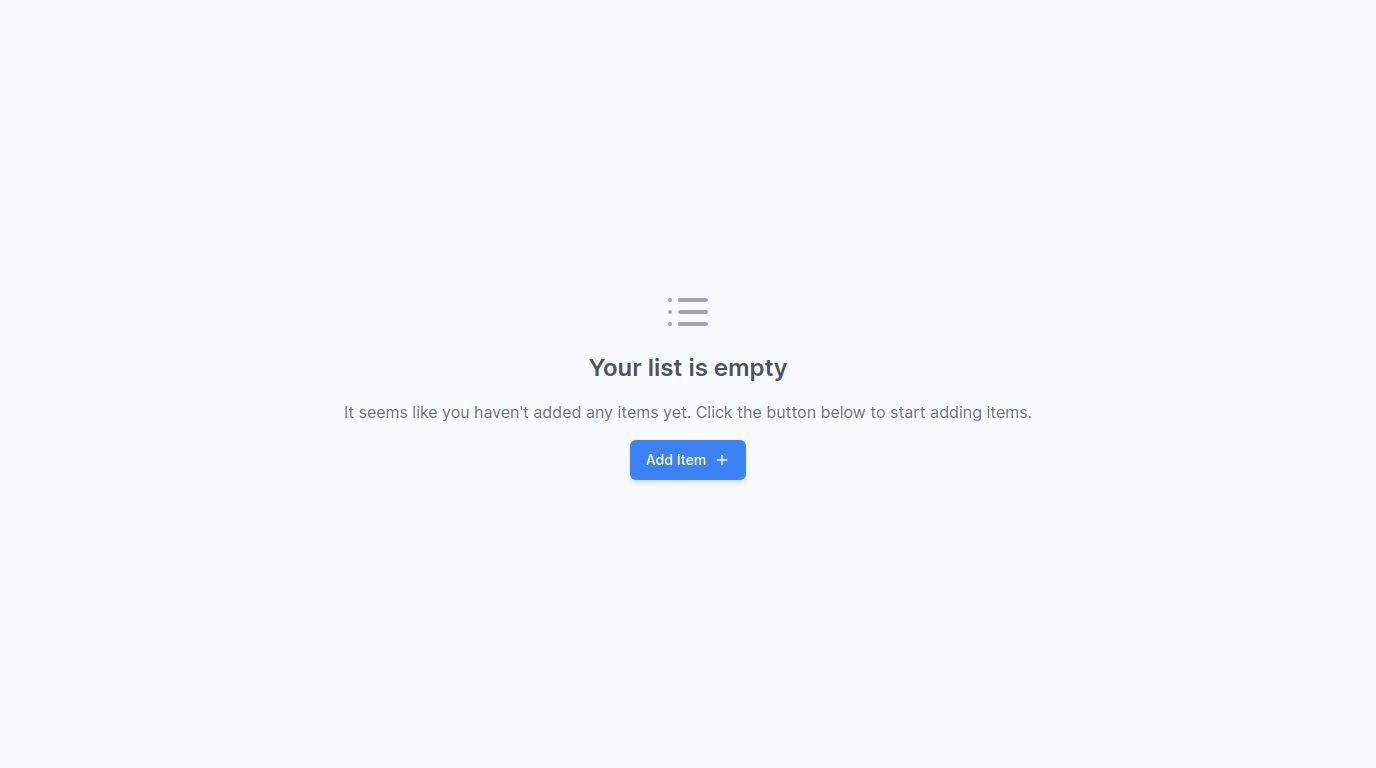 Your list is empty
It seems like you haven't added any items yet. Click the button below to start adding items.
Add Item